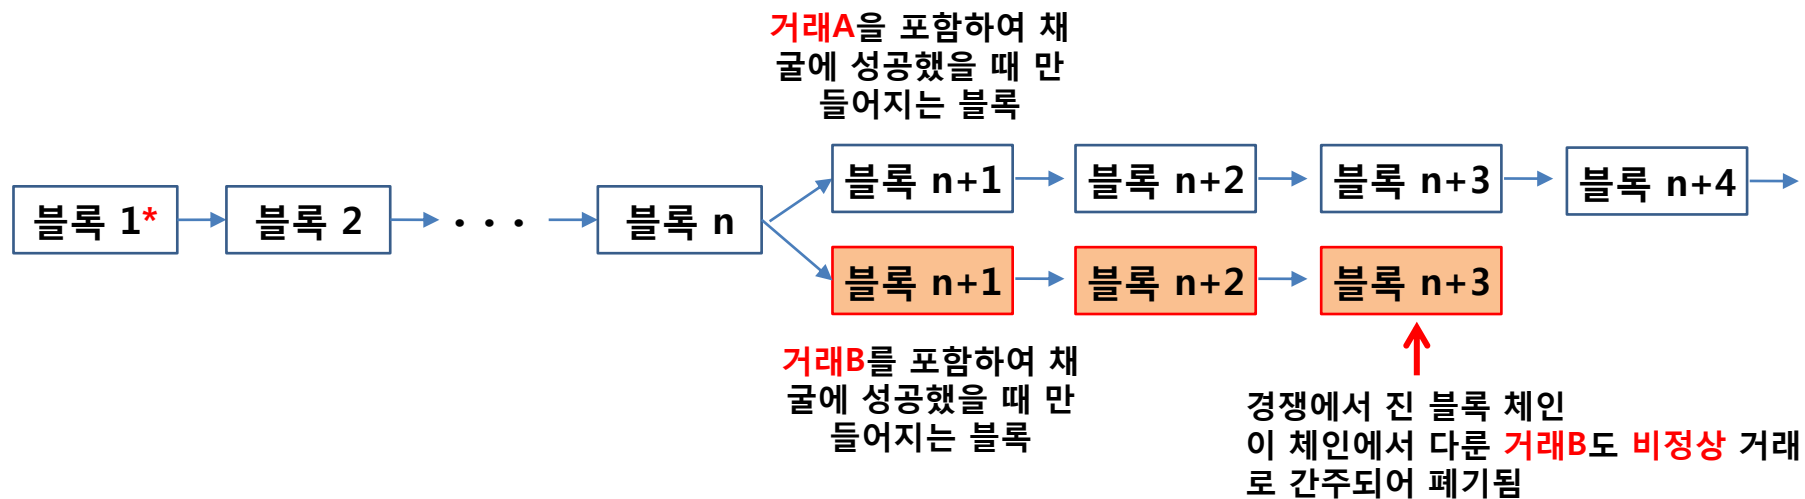 거래A을 포함하여 채
굴에 성공했을 때 만
들어지는 블록
블록 n+1
블록 n+2
블록 n+3
블록 n+4
블록 1*
블록 2
· · ·
블록 n
블록 n+1
블록 n+2
블록 n+3
거래B를 포함하여 채
굴에 성공했을 때 만
들어지는 블록
경쟁에서 진 블록 체인
이 체인에서 다룬 거래B도 비정상 거래
로 간주되어 폐기됨